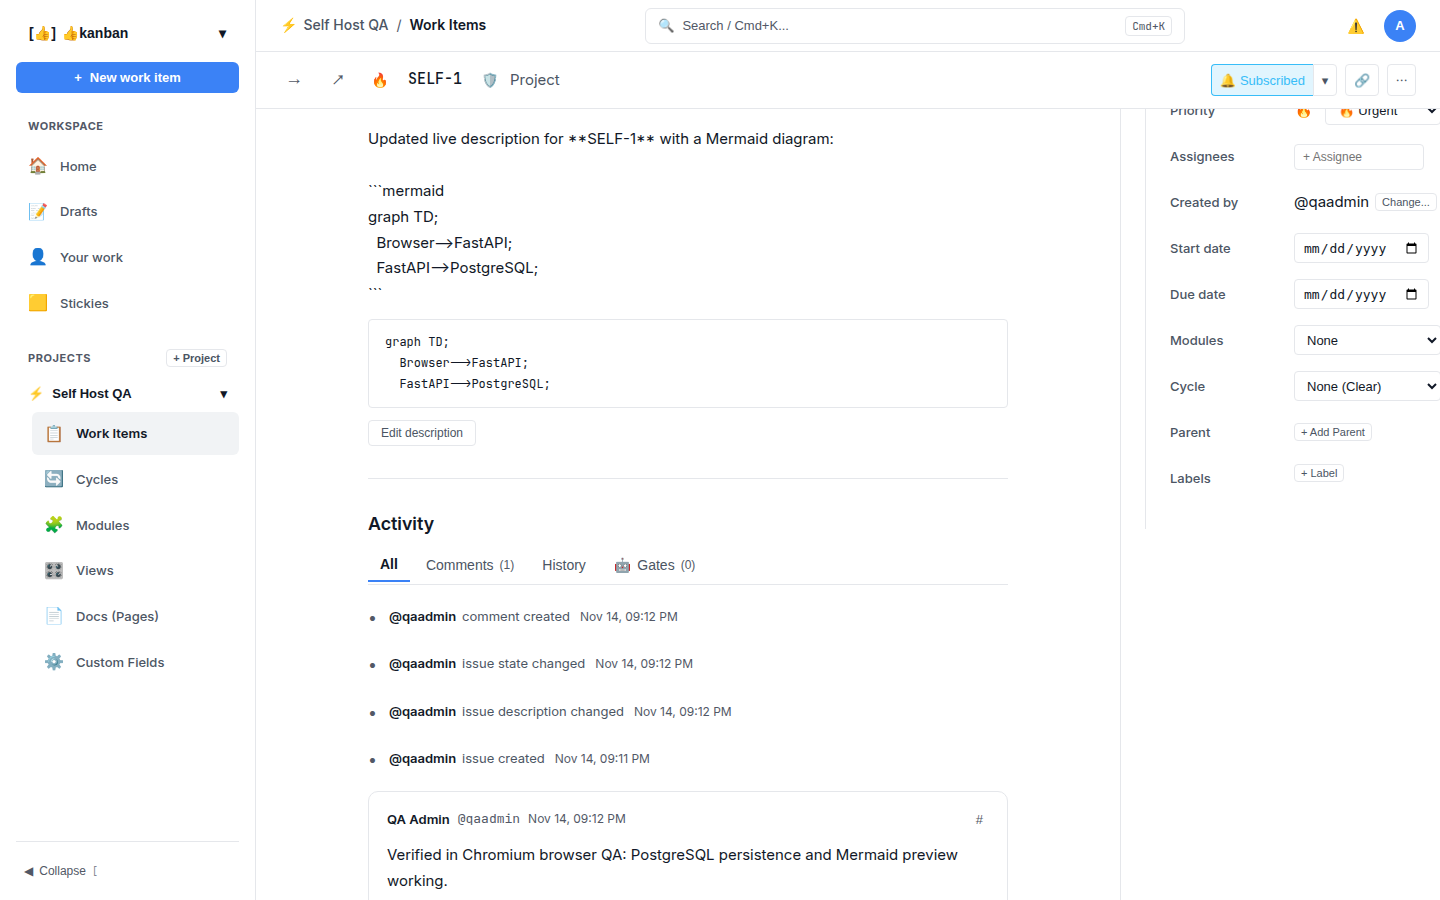 [👍] 👍kanban ▼
+ New work item
WORKSPACE
🏠 Home
📝 Drafts
👤 Your work
🟨 Stickies
PROJECTS + Project
⚡ Self Host QA ▼
📋 Work Items
🔄 Cycles
🧩 Modules
🎛️ Views
📄 Docs (Pages)
⚙️ Custom Fields
◀ Collapse [
⚡ Self Host QA / Work Items
🔍 Search / Cmd+K... Cmd+K
⚠️ A
→ ↗ 🔥 SELF-1 🛡️ Project
🔔 Subscribed ▾ 🔗 ...
Updated live description for **SELF-1** with a Mermaid diagram:
```mermaid
graph TD;
Browser-->FastAPI;
FastAPI-->PostgreSQL;
```
graph TD;
Browser-->FastAPI;
FastAPI-->PostgreSQL;
Edit description
Activity
All Comments (1) History 🤖 Gates (0)
● @qaadmin comment created Nov 14, 09:12 PM
● @qaadmin issue state changed Nov 14, 09:12 PM
● @qaadmin issue description changed Nov 14, 09:12 PM
● @qaadmin issue created Nov 14, 09:11 PM
QA Admin @qaadmin Nov 14, 09:12 PM #
Verified in Chromium browser QA: PostgreSQL persistence and Mermaid preview
working.
Priority 🔥 🔥 Urgent
Assignees + Assignee
Created by @qaadmin Change...
Start date mm/dd/yyyy
Due date mm/dd/yyyy
Modules None
Cycle None (Clear)
Parent + Add Parent
Labels + Label